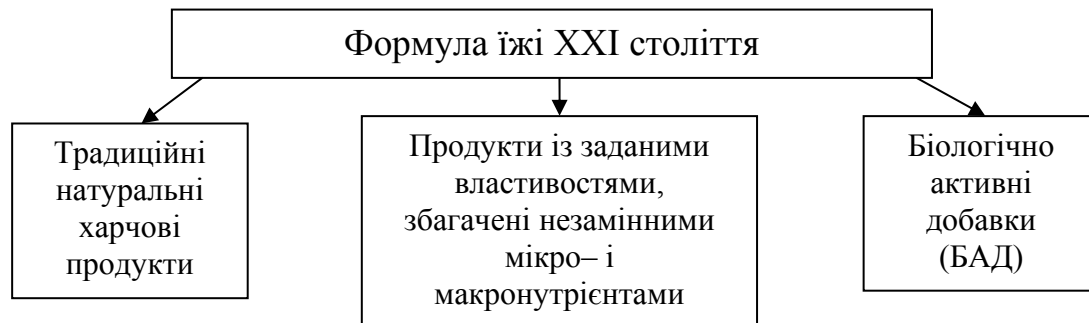 Формула їжі XXI століття
Традиційні
натуральні
харчові
продукти
Продукти із заданими
властивостями,
збагачені незамінними
мікро– і
макронутрієнтами
Біологічно
активні
добавки
(БАД)